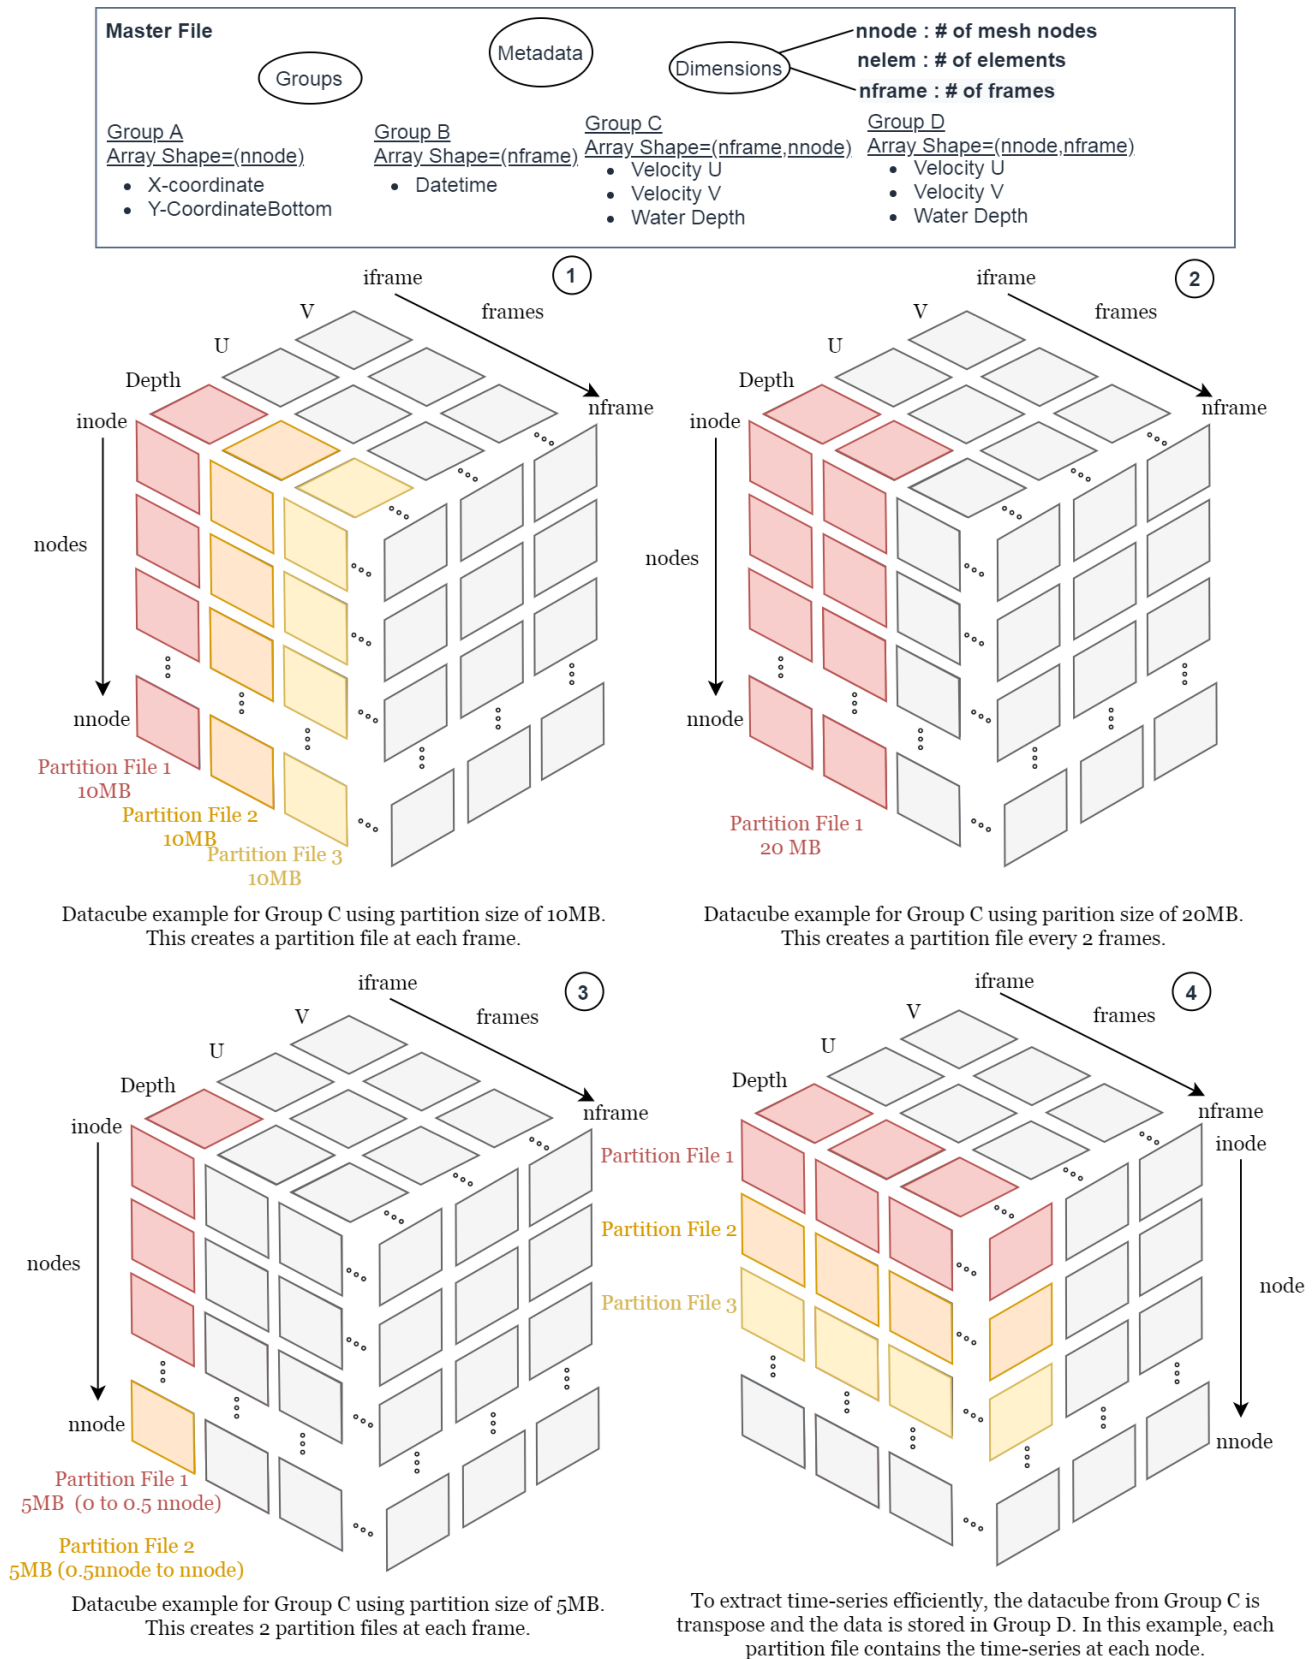 Master File
Groups
Metadata
Dimensions
nnode : # of mesh nodes
nelem : # of elements
nframe : # of frames
Group A
Array Shape=(nnode)
• X-coordinate
• Y-CoordinateBottom
Group B
Array Shape=(nframe)
• Datetime
Group C
Array Shape=(nframe,nnode)
• Velocity U
• Velocity V
• Water Depth
Group D
Array Shape=(nnode,nframe)
• Velocity U
• Velocity V
• Water Depth
1
iframe
frames
nframe
V
U
Depth
inode
nodes
nnode
Partition File 1
10MB
Partition File 2
10MB
Partition File 3
10MB
Datacube example for Group C using partition size of 10MB.
This creates a partition file at each frame.
2
iframe
frames
nframe
V
U
Depth
inode
nodes
nnode
Partition File 1
20 MB
Datacube example for Group C using parition size of 20MB.
This creates a partition file every 2 frames.
3
iframe
frames
nframe
V
U
Depth
inode
nodes
nnode
Partition File 1
5MB (0 to 0.5 nnode)
Partition File 2
5MB (0.5nnode to nnode)
Datacube example for Group C using partition size of 5MB.
This creates 2 partition files at each frame.
4
iframe
frames
nframe
V
U
Depth
inode
node
nnode
Partition File 1
Partition File 2
Partition File 3
To extract time-series efficiently, the datacube from Group C is
transpose and the data is stored in Group D. In this example, each
partition file contains the time-series at each node.